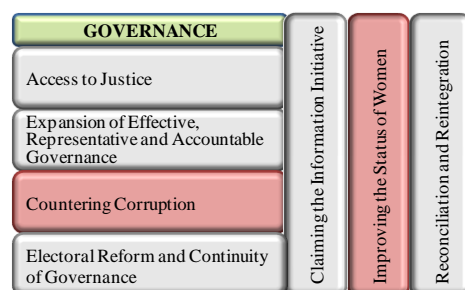 GOVERNANCE
Access to Justice
Expansion of Effective,
Representative and Accountable
Governance
Countering Corruption
Electoral Reform and Continuity
of Governance
Claiming the Information Initiative
Improving the Status of Women
Reconciliation and Reintegration